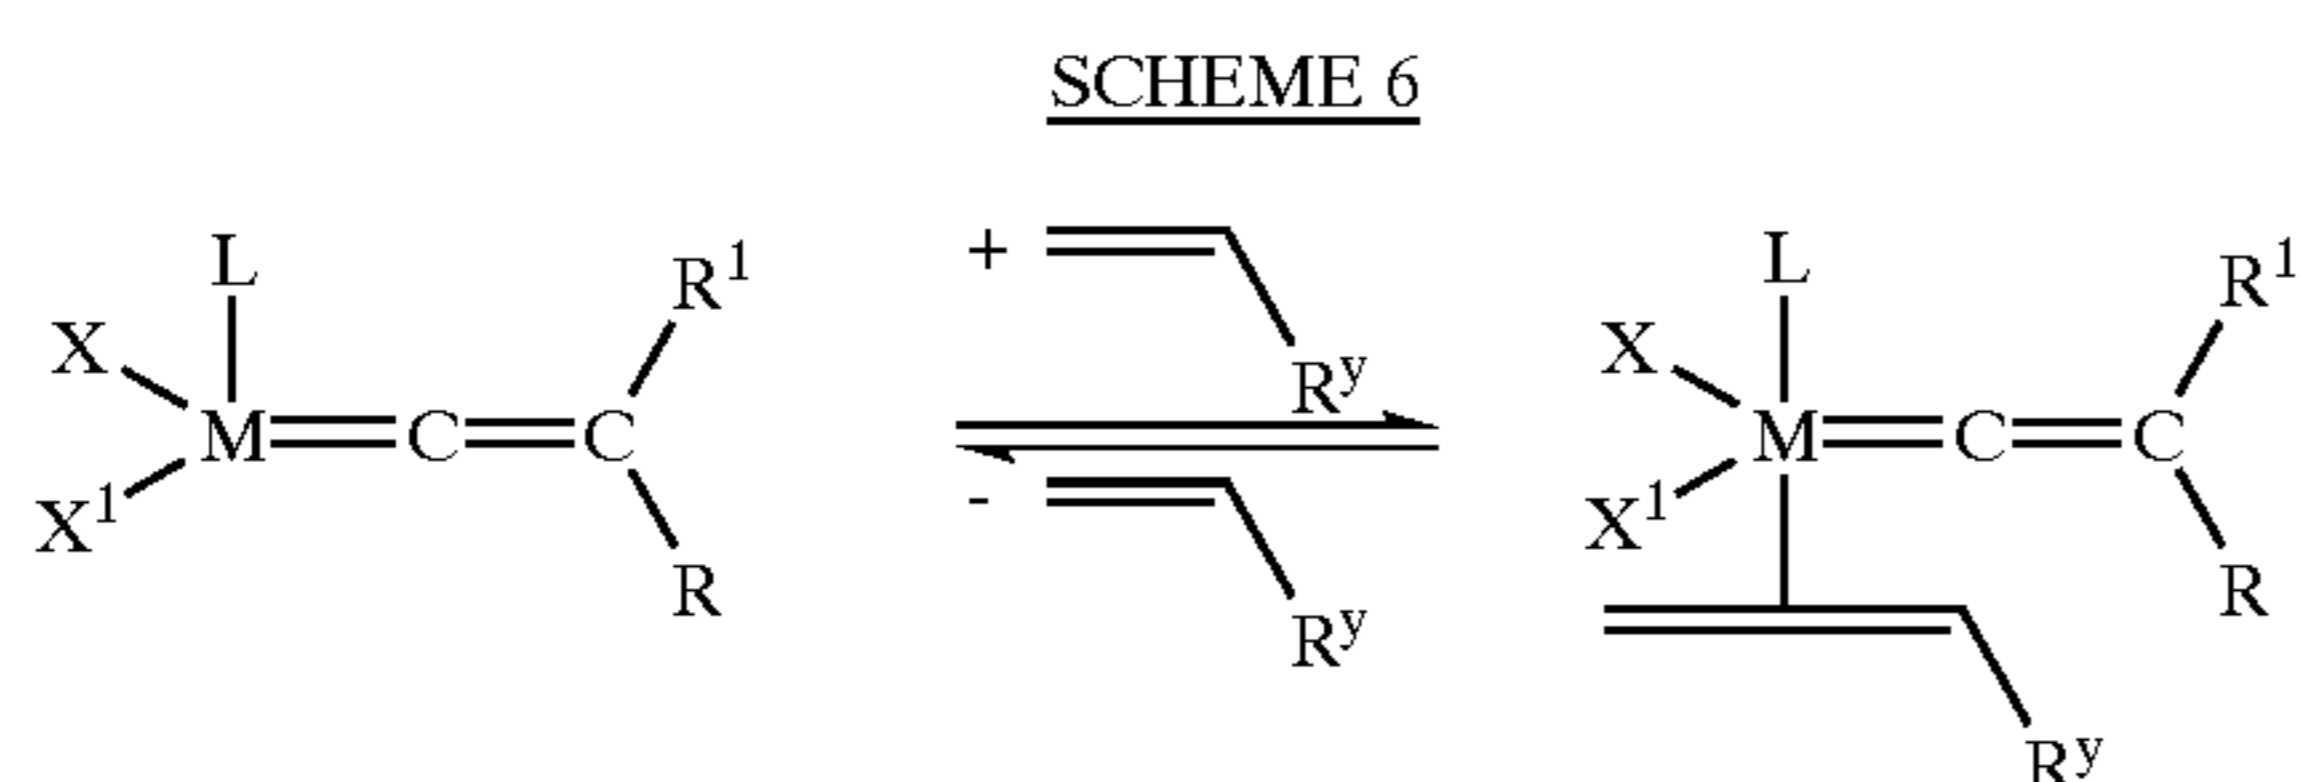 SCHEME 6
L
X
M=C=C
R¹
X¹
R
+
Rʸ
-
Rʸ
L
X
M=C=C
R¹
X¹
R
Rʸ